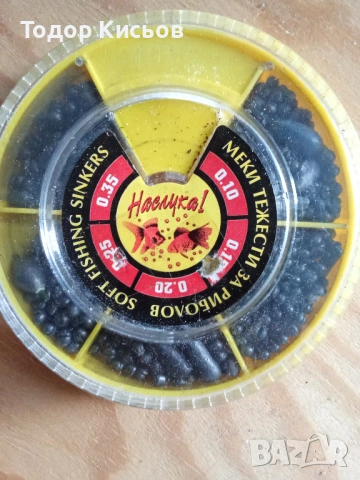 Тодор Кисьов
SOFT FISHING SINKERS
МЕКИ ТЕЖЕСТИ ЗА РИБОЛОВ
Наслука!
0.35
0.10
0.25
0.20
BAZAR